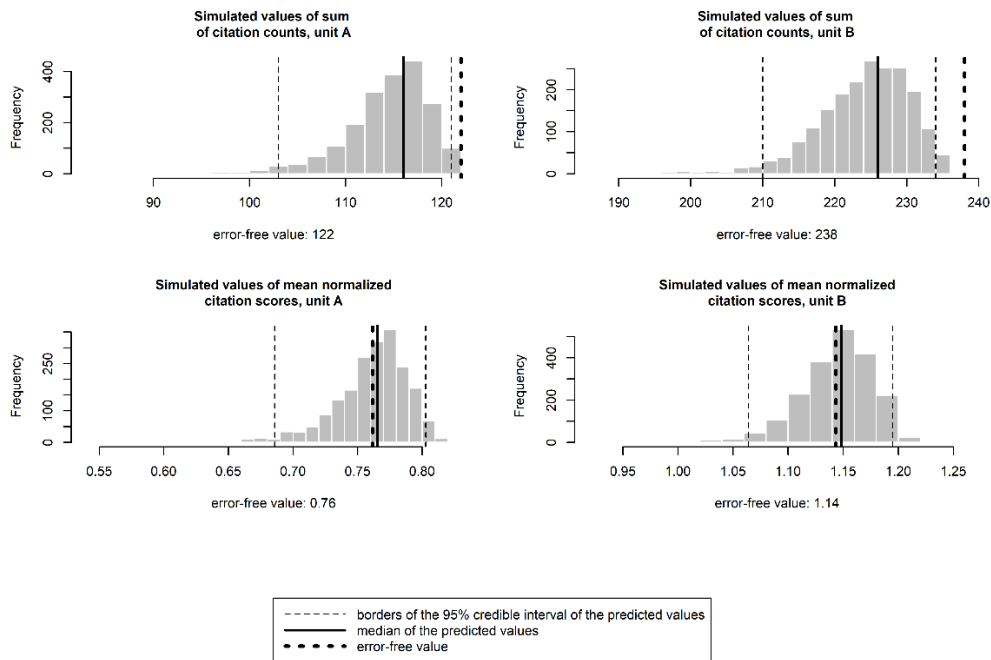 Simulated values of sum
of citation counts, unit A
Frequency
0
200
400
90
100
110
120
error-free value: 122
Simulated values of sum
of citation counts, unit B
Frequency
0
100
200
190
200
210
220
230
240
error-free value: 238
Simulated values of mean normalized
citation scores, unit A
Frequency
0
100
250
0.55
0.60
0.65
0.70
0.75
0.80
error-free value: 0.76
Simulated values of mean normalized
citation scores, unit B
Frequency
0
200
400
0.95
1.00
1.05
1.10
1.15
1.20
1.25
error-free value: 1.14
borders of the 95% credible interval of the predicted values
median of the predicted values
error-free value